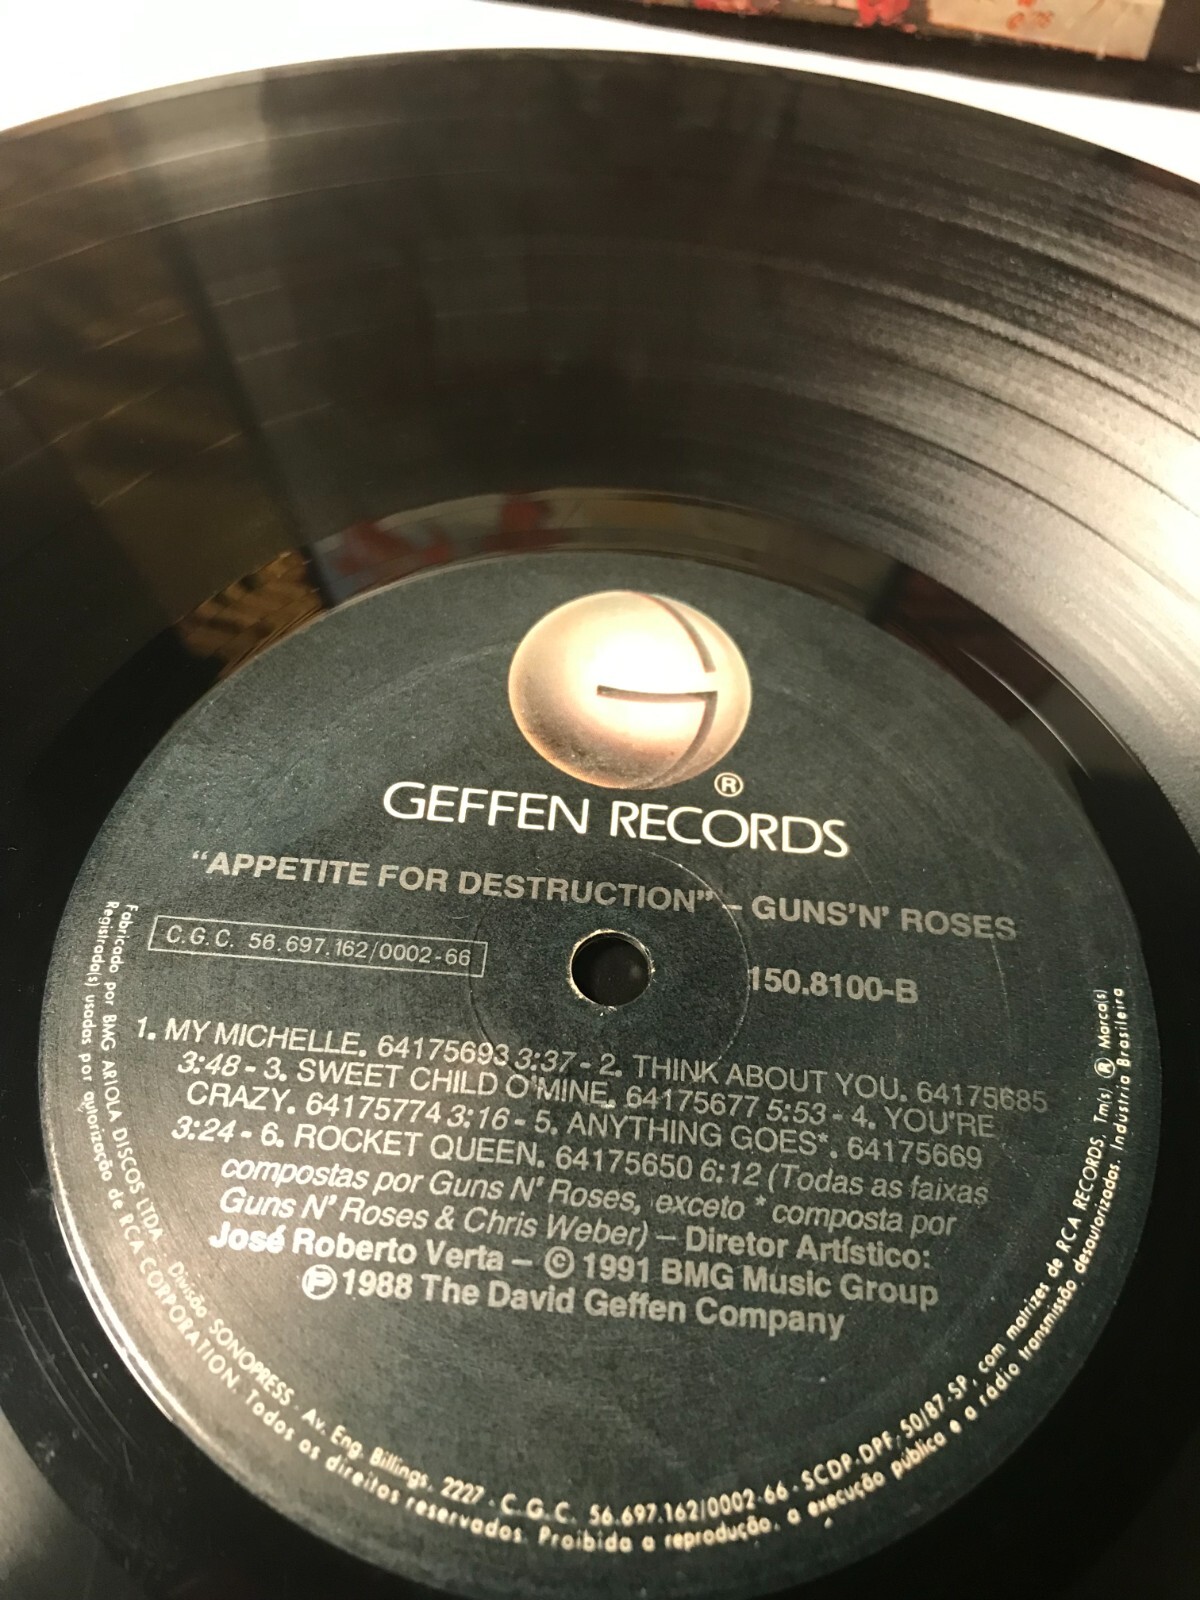 ®
GEFFEN RECORDS
“APPETITE FOR DESTRUCTION” – GUNS’N’ ROSES
C.G.C. 56.697.162/0002-66
150.8100-B
1. MY MICHELLE. 64175693 3:37 - 2. THINK ABOUT YOU. 64175685
3:48 - 3. SWEET CHILD O'MINE. 64175677 5:53 - 4. YOU'RE
CRAZY. 64175774 3:16 - 5. ANYTHING GOES*. 64175669
3:24 - 6. ROCKET QUEEN. 64175650 6:12 (Todas as faixas
compostas por Guns N' Roses, exceto * composta por
Guns N' Roses & Chris Weber) – Diretor Artístico:
José Roberto Verta – © 1991 BMG Music Group
℗ 1988 The David Geffen Company
Fabricado por BMG ARIOLA DISCOS LTDA - Divisão SONOPRESS - Av. Eng. Billings, 2227 - C.G.C. 56.697.162/0002-66 - SCDP-DPF, 50/87-SP, com matrizes de RCA RECORDS, Tm(s) ® Marca(s)
Registrada(s) usadas por autorização de RCA CORPORATION. Todos os direitos reservados. Proibida a reprodução, a execução pública e a rádio transmissão desautorizadas. Indústria Brasileira